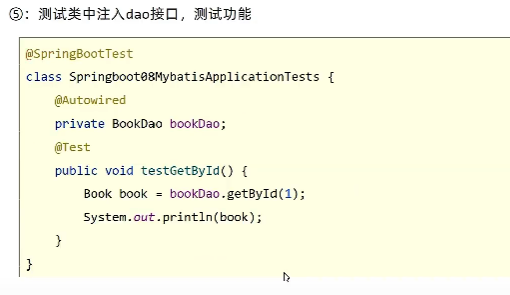 ⑤：测试类中注入dao接口，测试功能
@SpringBootTest
class Springboot08MybatisApplicationTests {
    @Autowired
    private BookDao bookDao;
    @Test
    public void testGetById() {
        Book book = bookDao.getById(1);
        System.out.println(book);
    }
}